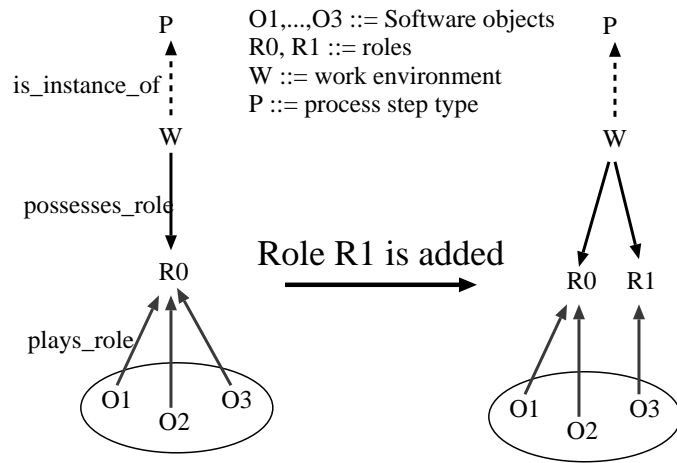 P
O1,...,O3 ::= Software objects
R0, R1 ::= roles
W ::= work environment
P ::= process step type
P
is_instance_of
W
W
possesses_role
Role R1 is added
R0
R0
R1
plays_role
O1
O2
O3
O1
O2
O3